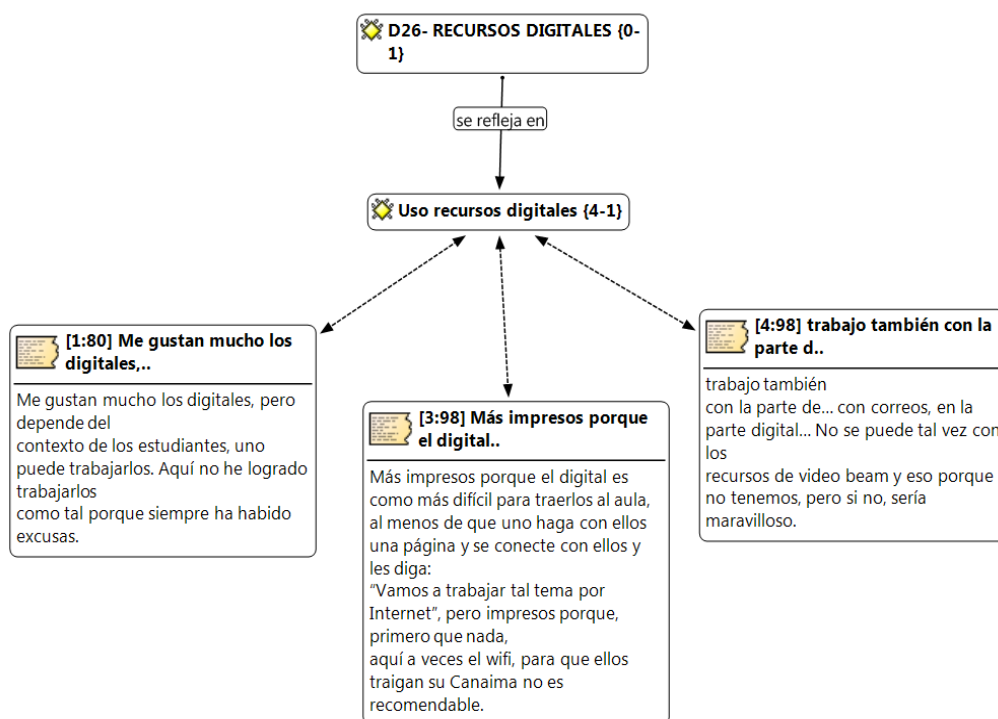 D26- RECURSOS DIGITALES {0-
1}
se refleja en
Uso recursos digitales {4-1}
[1:80] Me gustan mucho los
digitales,..
Me gustan mucho los digitales, pero
depende del
contexto de los estudiantes, uno
puede trabajarlos. Aquí no he logrado
trabajarlos
como tal porque siempre ha habido
excusas.
[3:98] Más impresos porque
el digital..
Más impresos porque el digital es
como más difícil para traerlos al aula,
al menos de que uno haga con ellos
una página y se conecte con ellos y
les diga:
“Vamos a trabajar tal tema por
Internet”, pero impresos porque,
primero que nada,
aquí a veces el wifi, para que ellos
traigan su Canaima no es
recomendable.
[4:98] trabajo también con la
parte d..
trabajo también
con la parte de... con correos, en la
parte digital... No se puede tal vez con
los
recursos de video beam y eso porque
no tenemos, pero si no, sería
maravilloso.